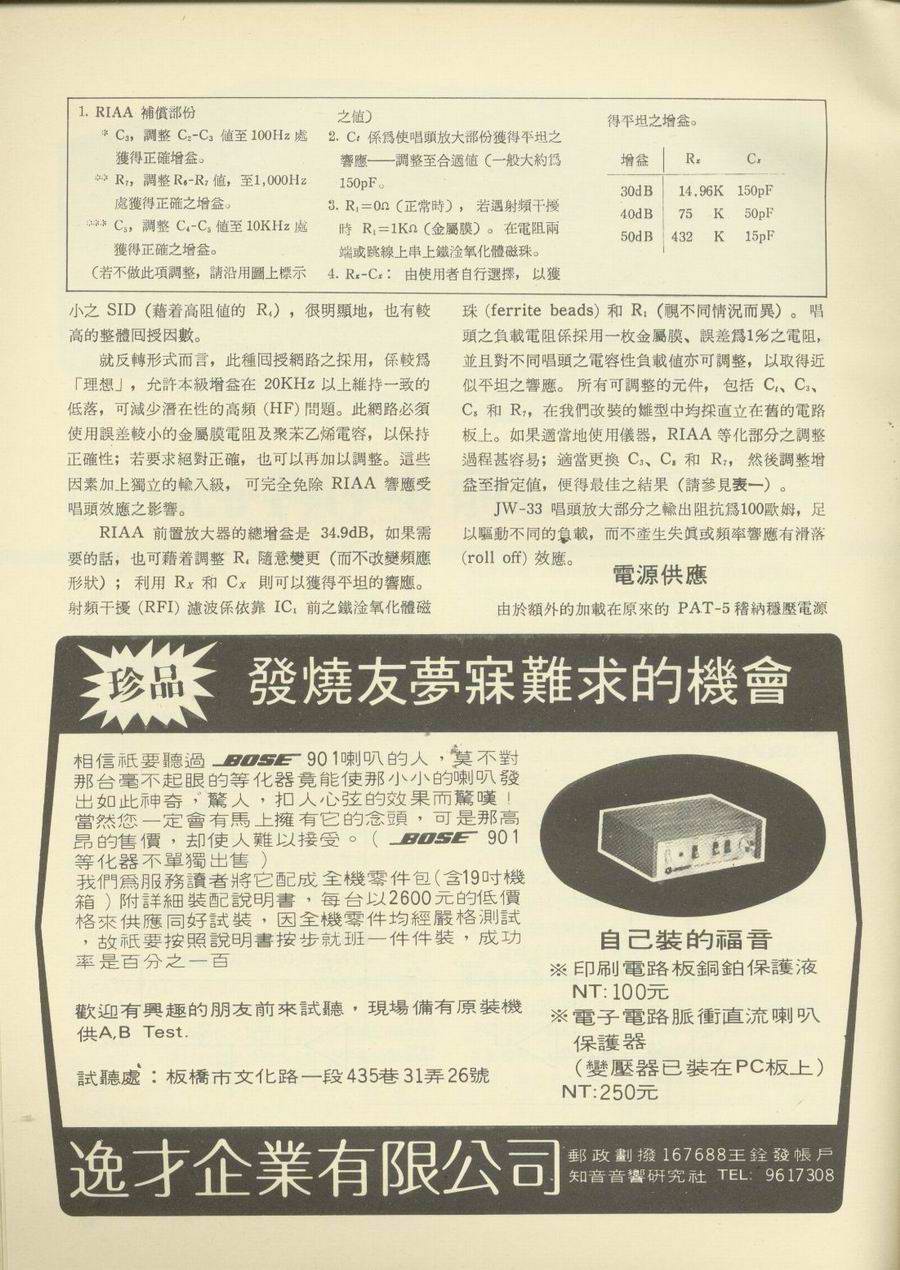 1. RIAA 補償部份
* C₃，調整 C₂-C₃ 値至100Hz 處
獲得正確增益。
** R₇，調整 R₆-R₇ 値，至1,000Hz
處獲得正確之增益。
*** C₅，調整 C₄-C₅ 値至 10KHz 處
獲得正確之增益。
（若不做此項調整，請沿用圖上標示
之値）
2. Cf 係爲使唱頭放大部份獲得平坦之
響應——調整至合適値（一般大約爲
150pF。
3. R₁=0Ω（正常時），若遇射頻干擾
時 R₁=1KΩ（金屬膜）。在電阻兩
端或跳線上串上鐵淦氧化體磁珠。
4. Rx-Cx：由使用者自行選擇，以獲
得平坦之增益。
增益 Rx Cx
30dB 14.96K 150pF
40dB 75 K 50pF
50dB 432 K 15pF
小之 SID（藉着高阻値的 R₄），很明顯地，也有較
高的整體囘授因數。
就反轉形式而言，此種囘授網路之採用，係較爲
「理想」，允許本級增益在 20KHz 以上維持一致的
低落，可減少潛在性的高頻 (HF) 問題。此網路必須
使用誤差較小的金屬膜電阻及聚苯乙烯電容，以保持
正確性；若要求絕對正確，也可以再加以調整。這些
因素加上獨立的輸入級，可完全免除 RIAA 響應受
唱頭效應之影響。
RIAA 前置放大器的總增益是 34.9dB，如果需
要的話，也可藉着調整 R₄ 隨意變更（而不改變頻應
形狀）；利用 Rx 和 Cx 則可以獲得平坦的響應。
射頻干擾 (RFI) 濾波係依靠 IC₁ 前之鐵淦氧化體磁
珠 (ferrite beads) 和 R₁（視不同情況而異）。唱
頭之負載電阻係採用一枚金屬膜、誤差爲1%之電阻，
並且對不同唱頭之電容性負載値亦可調整，以取得近
似平坦之響應。所有可調整的元件，包括 Cf、C₃、
C₅ 和 R₇，在我們改裝的雛型中均採直立在舊的電路
板上。如果適當地使用儀器，RIAA 等化部分之調整
過程甚容易；適當更換 C₃、C₅ 和 R₇，然後調整增
益至指定値，便得最佳之結果（請參見表一）。
JW-33 唱頭放大部分之輸出阻抗爲100歐姆，足
以驅動不同的負載，而不產生失眞或頻率響應有滑落
(roll off) 效應。
電源供應
由於額外的加載在原來的 PAT-5 稽納穩壓電源
珍品
發燒友夢寐難求的機會
相信祇要聽過 BOSE 901喇叭的人，莫不對
那台毫不起眼的等化器竟能使那小小的喇叭發
出如此神奇，驚人，扣人心弦的效果而驚嘆！
當然您一定會有馬上擁有它的念頭，可是那高
昂的售價，却使人難以接受。（BOSE 901
等化器不單獨出售）
我們爲服務讀者將它配成全機零件包(含19吋機
箱）附詳細裝配說明書，每台以2600元的低價
格來供應同好試裝，因全機零件均經嚴格測試
，故祇要按照說明書按步就班一件件裝，成功
率是百分之一百
歡迎有興趣的朋友前來試聽，現場備有原裝機
供A,B Test.
試聽處：板橋市文化路一段435巷31弄26號
自己裝的福音
※印刷電路板銅鉑保護液
NT:100元
※電子電路脈衝直流喇叭
保護器
（變壓器已裝在PC板上）
NT:250元
逸才企業有限公司
郵政劃撥167688王銓發帳戶
知音音響研究社 TEL: 9617308